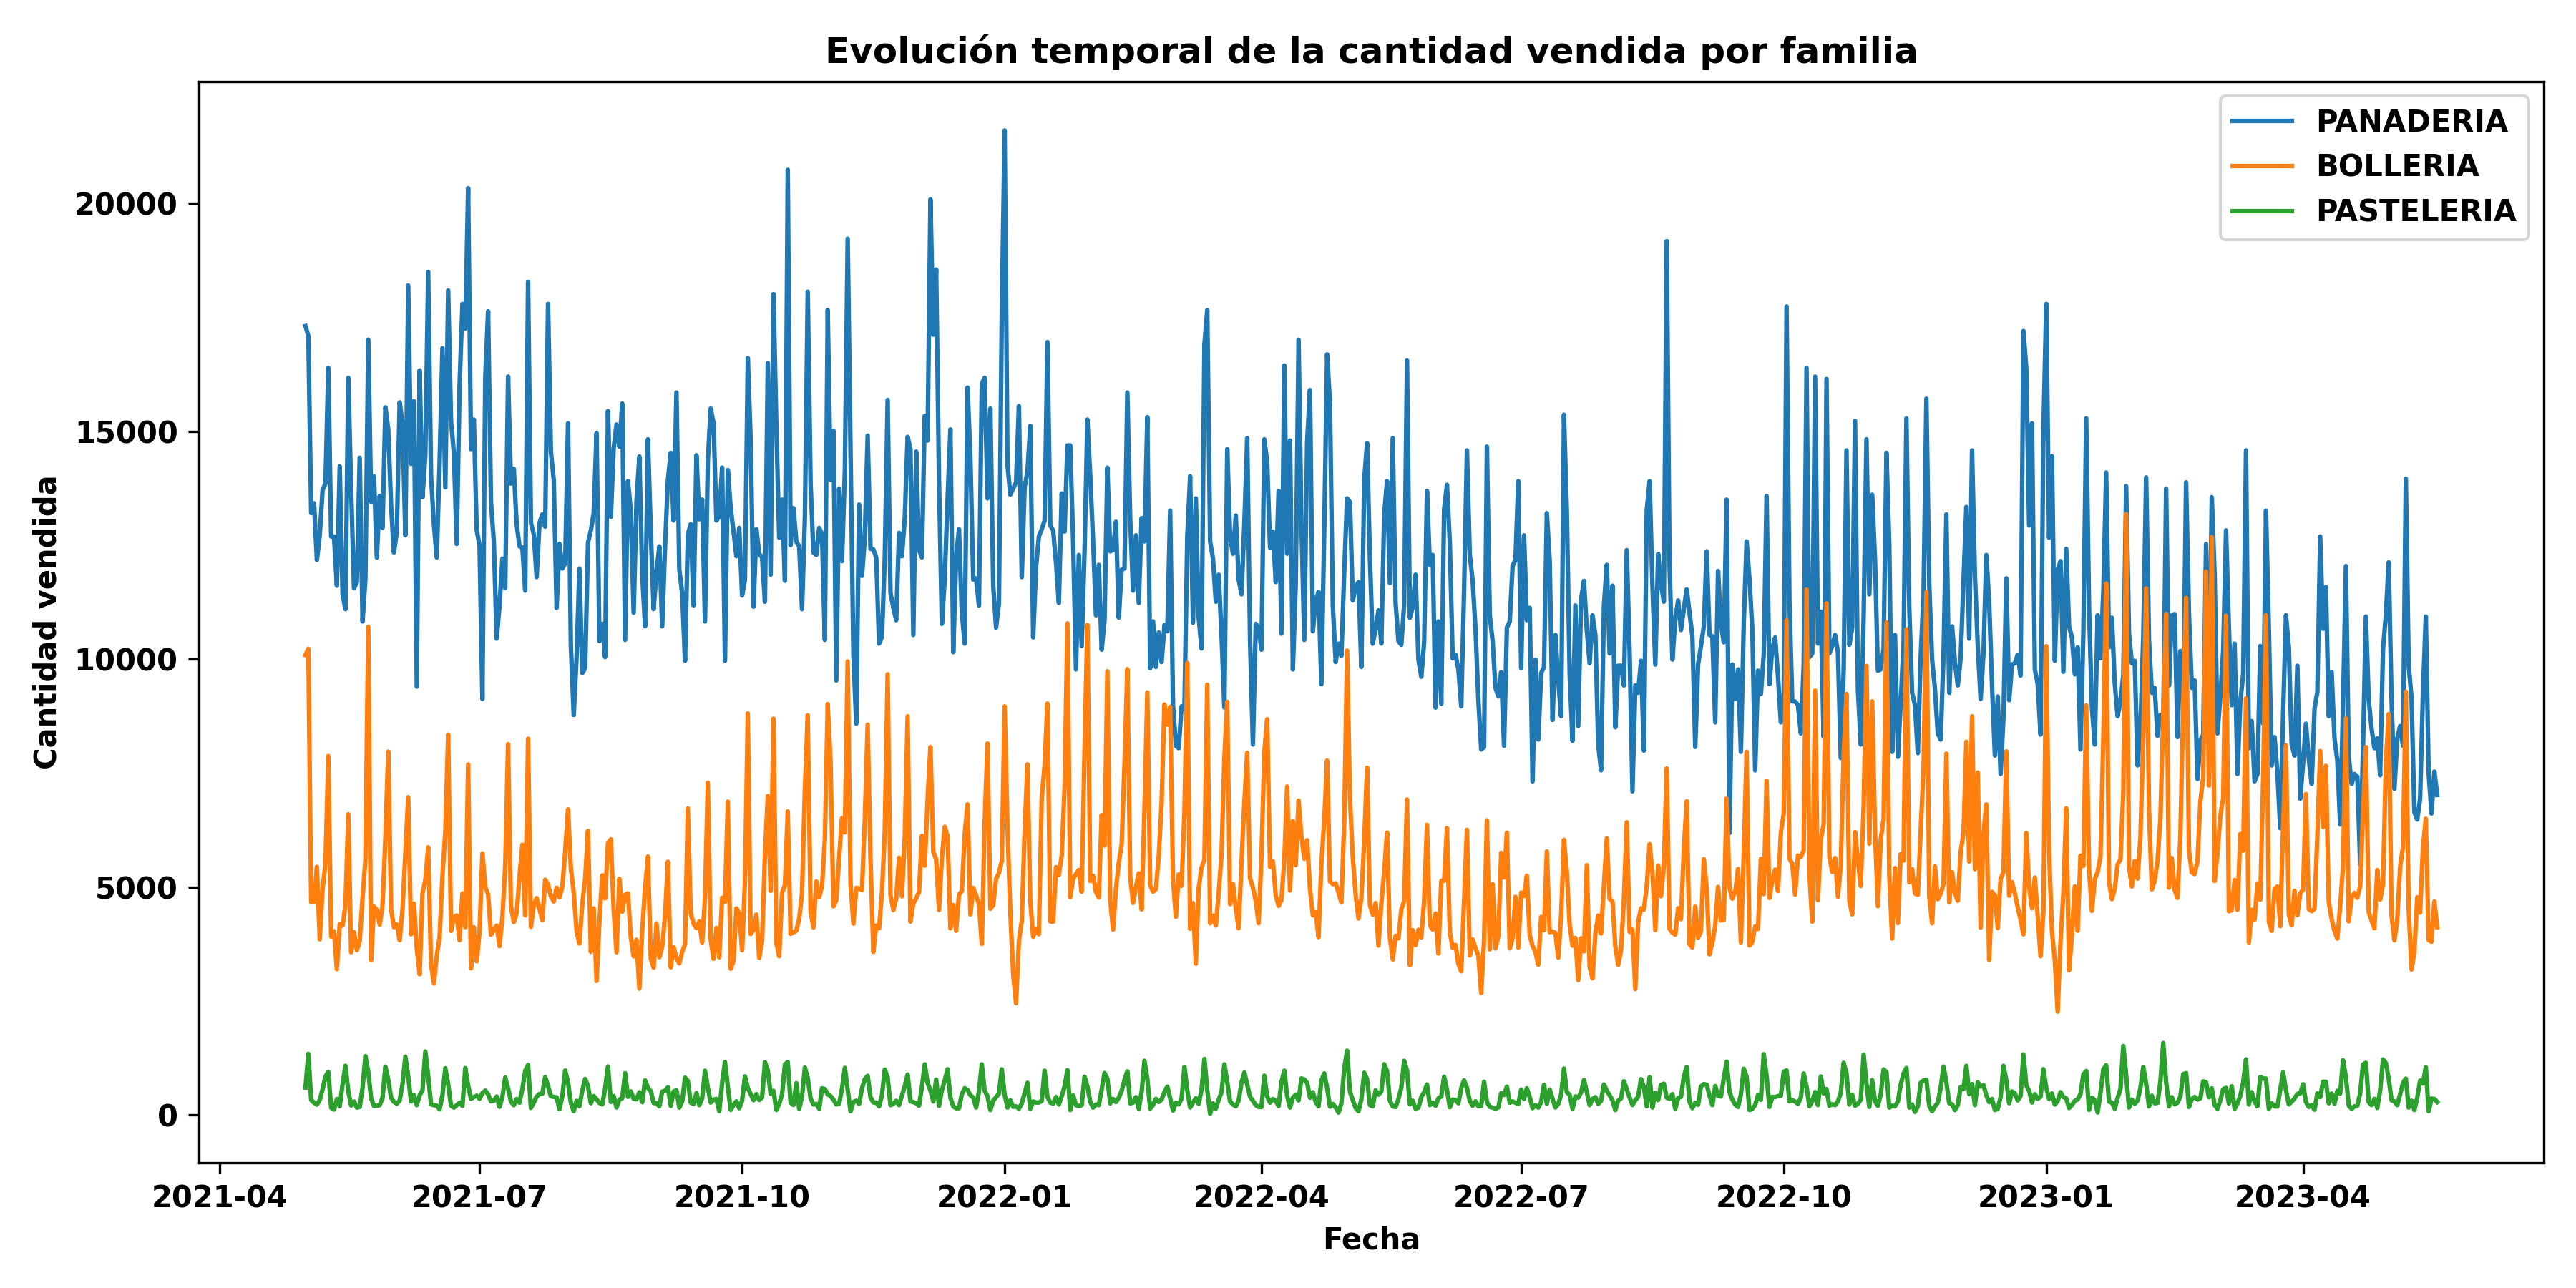 Evolución temporal de la cantidad vendida por familia
PANADERIA
BOLLERIA
PASTELERIA
Cantidad vendida
20000
15000
10000
5000
0
2021-04 2021-07 2021-10 2022-01 2022-04 2022-07 2022-10 2023-01 2023-04
Fecha